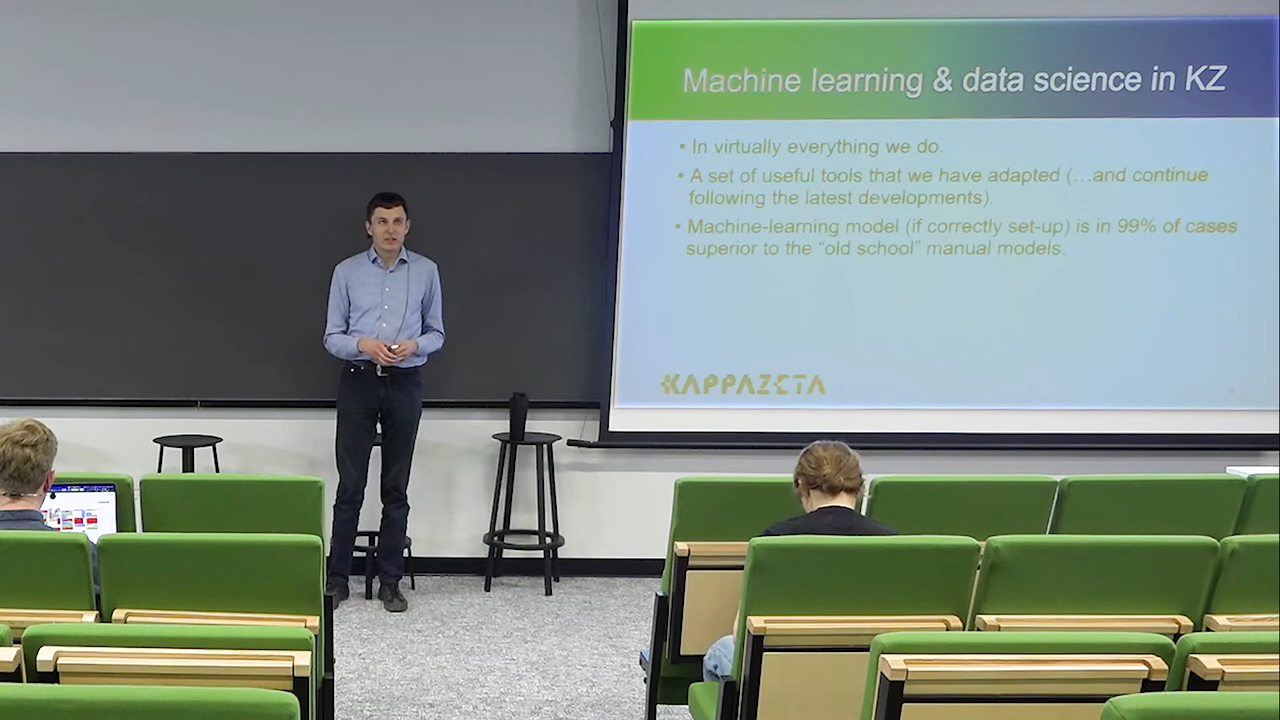 Machine learning & data science in KZ
• In virtually everything we do.
• A set of useful tools that we have adapted (…and continue
following the latest developments).
• Machine-learning model (if correctly set-up) is in 99% of cases
superior to the “old school” manual models.
KAPPAZETA